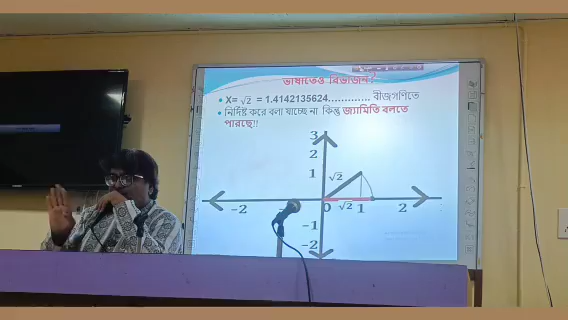 ভাষাতেও বিভাজন?
• X= √2 = 1.4142135624............. বীজগণিতে
• নির্দিষ্ট করে বলা যাচ্ছে না কিন্তু জ্যামিতি বলতে
পারছে!!
3
2
1 √2
-2 0 √2 1 2
-1
-2